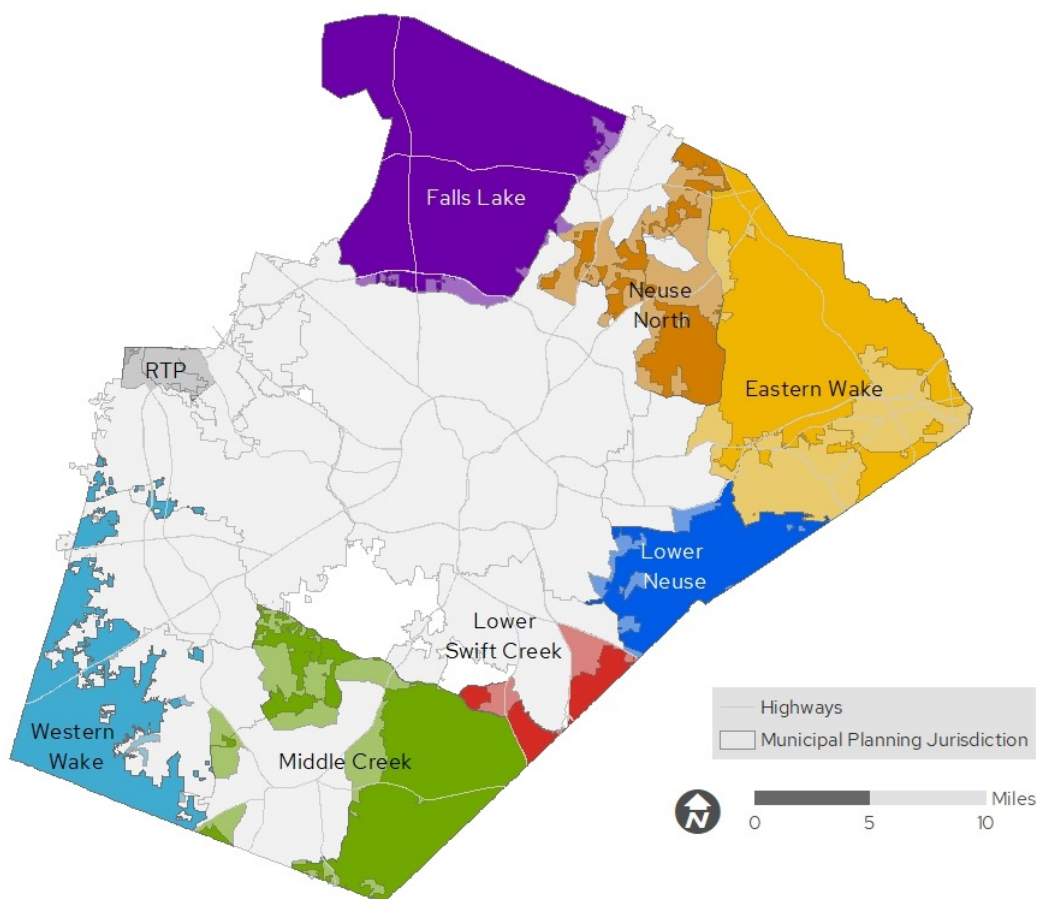 Falls Lake
Neuse
North
RTP
Eastern Wake
Lower
Neuse
Lower
Swift Creek
Western
Wake
Middle Creek
Highways
Municipal Planning Jurisdiction
N
Miles
0 5 10